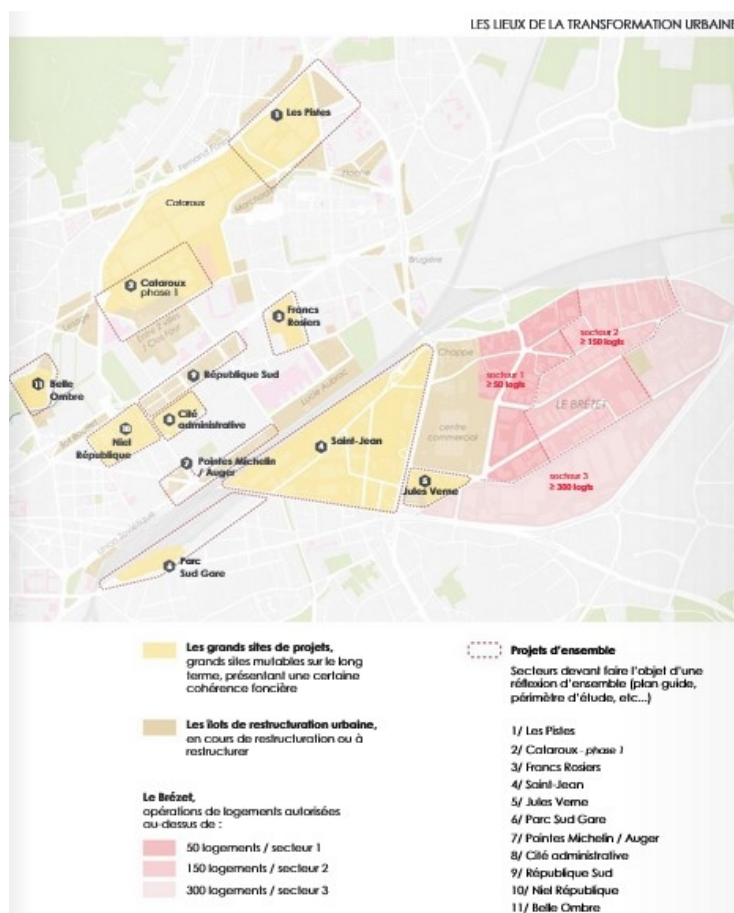 LES LIEUX DE LA TRANSFORMATION URBAINE
1 Les Pistes
Cataroux
Hoche
Brugière
2 Cataroux
phase 1
3 Francs
Rosiers
secteur 2
≥ 150 logts
Chappe
secteur 1
≥ 50 logts
9 République Sud
11 Belle
Ombre
Lucie Aubrac
LE BRÉZET
8 Cité
administrative
10
Niel
République
centre
commercial
4 Saint-Jean
7 Pointes Michelin
/ Auger
secteur 3
≥ 300 logts
5
Jules Verne
Union Soviétique
6 Parc
Sud Gare
Les grands sites de projets,
grands sites mutables sur le long
terme, présentant une certaine
cohérence foncière
Les îlots de restructuration urbaine,
en cours de restructuration ou à
restructurer
Le Brézet,
opérations de logements autorisées
au-dessus de :
50 logements / secteur 1
150 logements / secteur 2
300 logements / secteur 3
Projets d'ensemble
Secteurs devant faire l'objet d'une
réflexion d'ensemble (plan guide,
périmètre d'étude, etc...)
1/ Les Pistes
2/ Cataroux - phase 1
3/ Francs Rosiers
4/ Saint-Jean
5/ Jules Verne
6/ Parc Sud Gare
7/ Pointes Michelin / Auger
8/ Cité administrative
9/ République Sud
10/ Niel République
11/ Belle Ombre